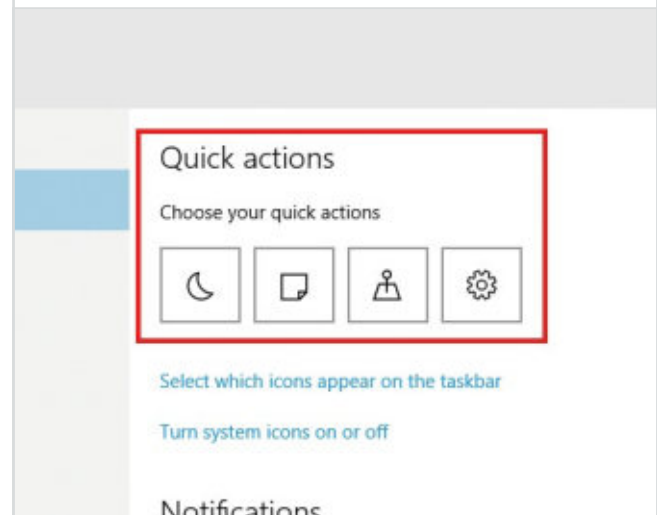 Quick actions
Choose your quick actions
Select which icons appear on the taskbar
Turn system icons on or off
Notifications